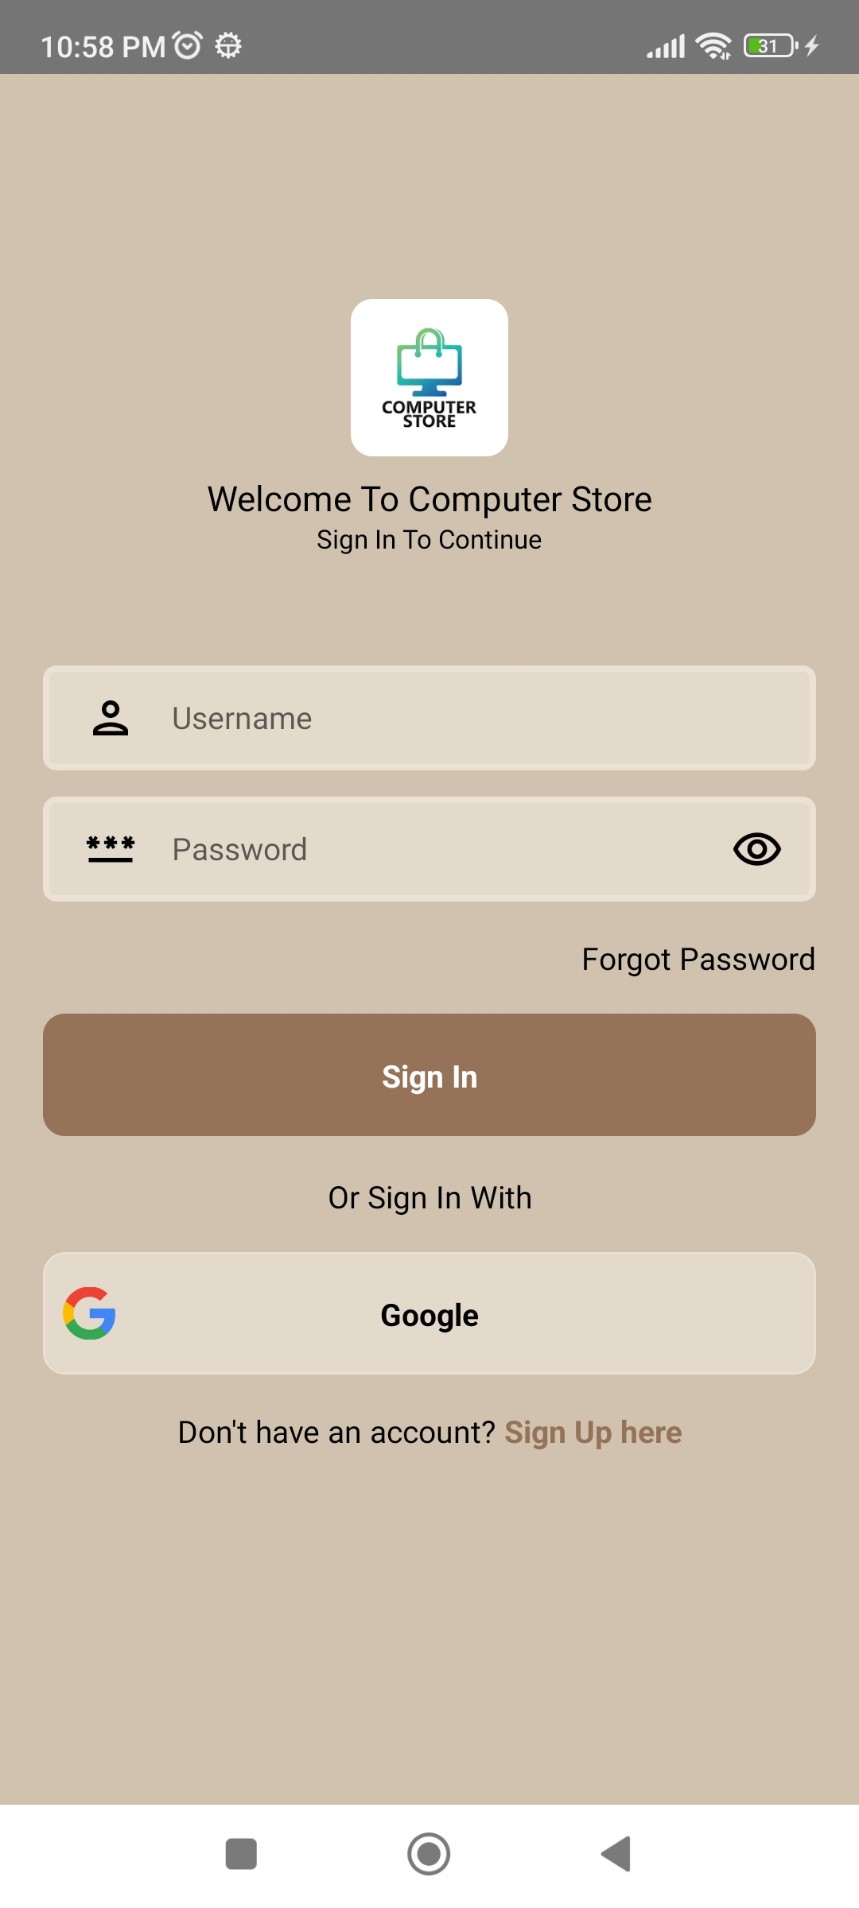 10:58 PM
31
COMPUTER
STORE
Welcome To Computer Store
Sign In To Continue
Username
*** Password
Forgot Password
Sign In
Or Sign In With
Google
Don't have an account? Sign Up here